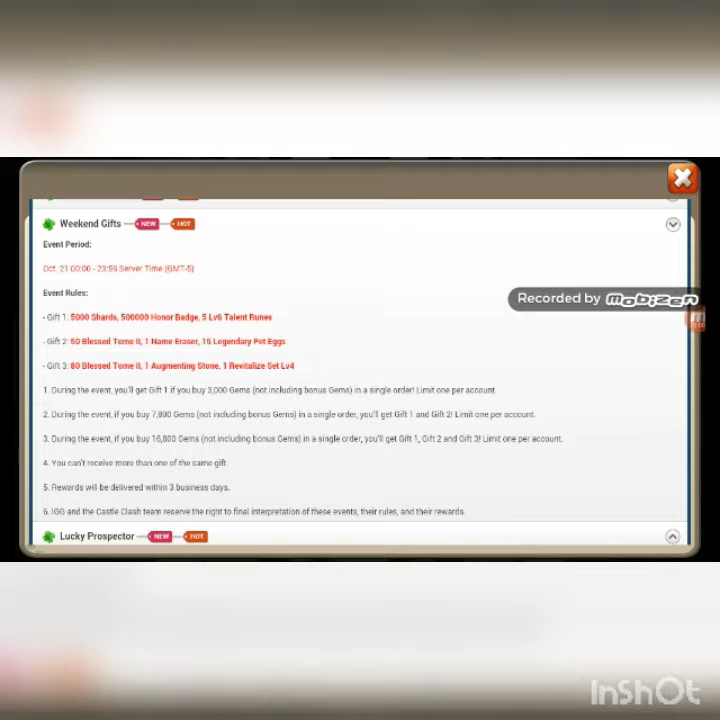 Weekend Gifts NEW HOT
Event Period:
Oct. 21 00:00 - 23:59 Server Time (GMT-5)
Event Rules:
Recorded by mobizen
- Gift 1: 5000 Shards, 500000 Honor Badge, 5 Lv6 Talent Runes
- Gift 2: 50 Blessed Tome II, 1 Name Eraser, 15 Legendary Pet Eggs
- Gift 3: 80 Blessed Tome II, 1 Augmenting Stone, 1 Revitalize Set Lv4
1. During the event, you'll get Gift 1 if you buy 3,000 Gems (not including bonus Gems) in a single order! Limit one per account.
2. During the event, if you buy 7,800 Gems (not including bonus Gems) in a single order, you'll get Gift 1 and Gift 2! Limit one per account.
3. During the event, if you buy 16,800 Gems (not including bonus Gems) in a single order, you'll get Gift 1, Gift 2 and Gift 3! Limit one per account.
4. You can't receive more than one of the same gift.
5. Rewards will be delivered within 3 business days.
6. IGG and the Castle Clash team reserve the right to final interpretation of these events, their rules, and their rewards.
Lucky Prospector NEW HOT
InShOt